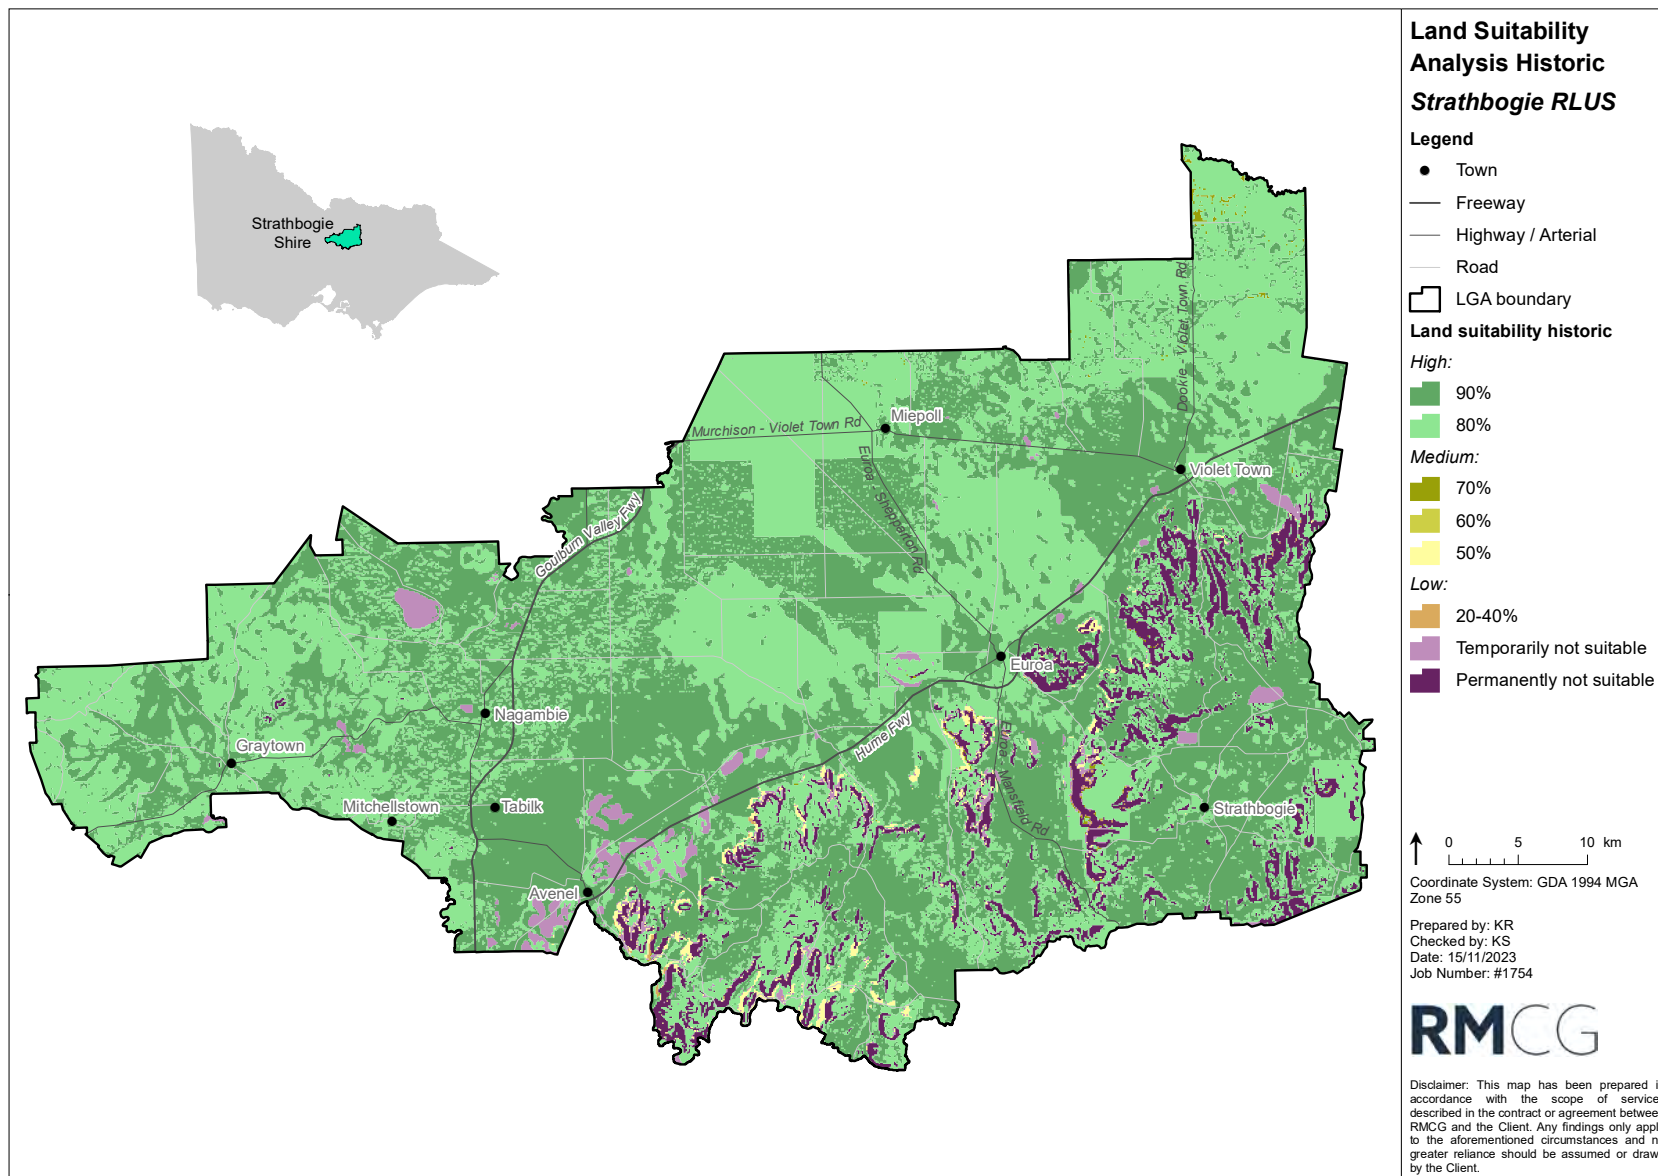 Land Suitability
Analysis Historic
Strathbogie RLUS
Legend
Town
Freeway
Highway / Arterial
Road
LGA boundary
Land suitability historic
High:
90%
80%
Medium:
70%
60%
50%
Low:
20-40%
Temporarily not suitable
Permanently not suitable
0 5 10 km
Coordinate System: GDA 1994 MGA
Zone 55
Prepared by: KR
Checked by: KS
Date: 15/11/2023
Job Number: #1754
RMCG
Disclaimer: This map has been prepared i
accordance with the scope of service
described in the contract or agreement betwee
RMCG and the Client. Any findings only appl
to the aforementioned circumstances and n
greater reliance should be assumed or draw
by the Client.
Strathbogie
Shire
Dookie - Violet Town Rd
Miepoll
Murchison - Violet Town Rd
Violet Town
Euroa - Shepparton Rd
Goulburn Valley Fwy
Euroa
Nagambie
Hume Fwy
Euroa - Mansfield Rd
Graytown
Mitchellstown
Tabilk
Strathbogie
Avenel